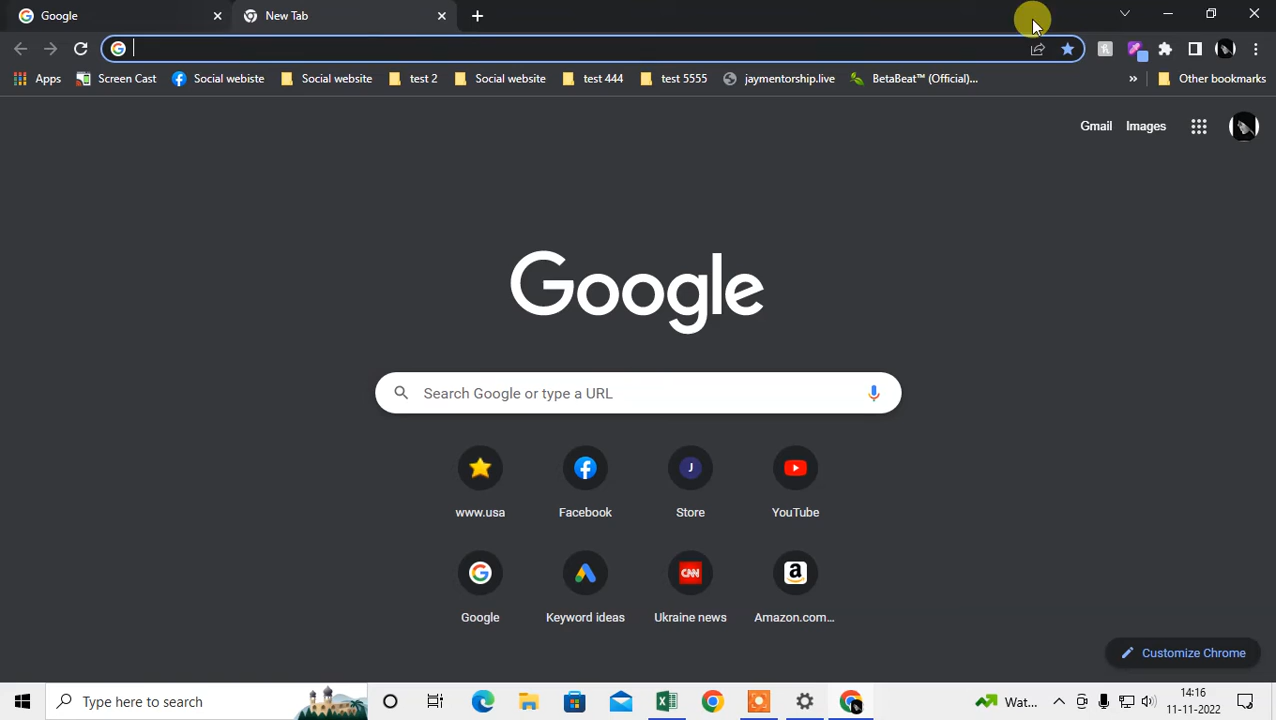 Google
New Tab
Apps Screen Cast Social webiste Social website test 2 Social website test 444 test 5555 jaymentorship.live BetaBeat™ (Official)... » Other bookmarks
Gmail Images
Google
Search Google or type a URL
J
www.usa Facebook Store YouTube
CNN a
Google Keyword ideas Ukraine news Amazon.com...
Customize Chrome
Type here to search Wat... 14:16
11-11-2022